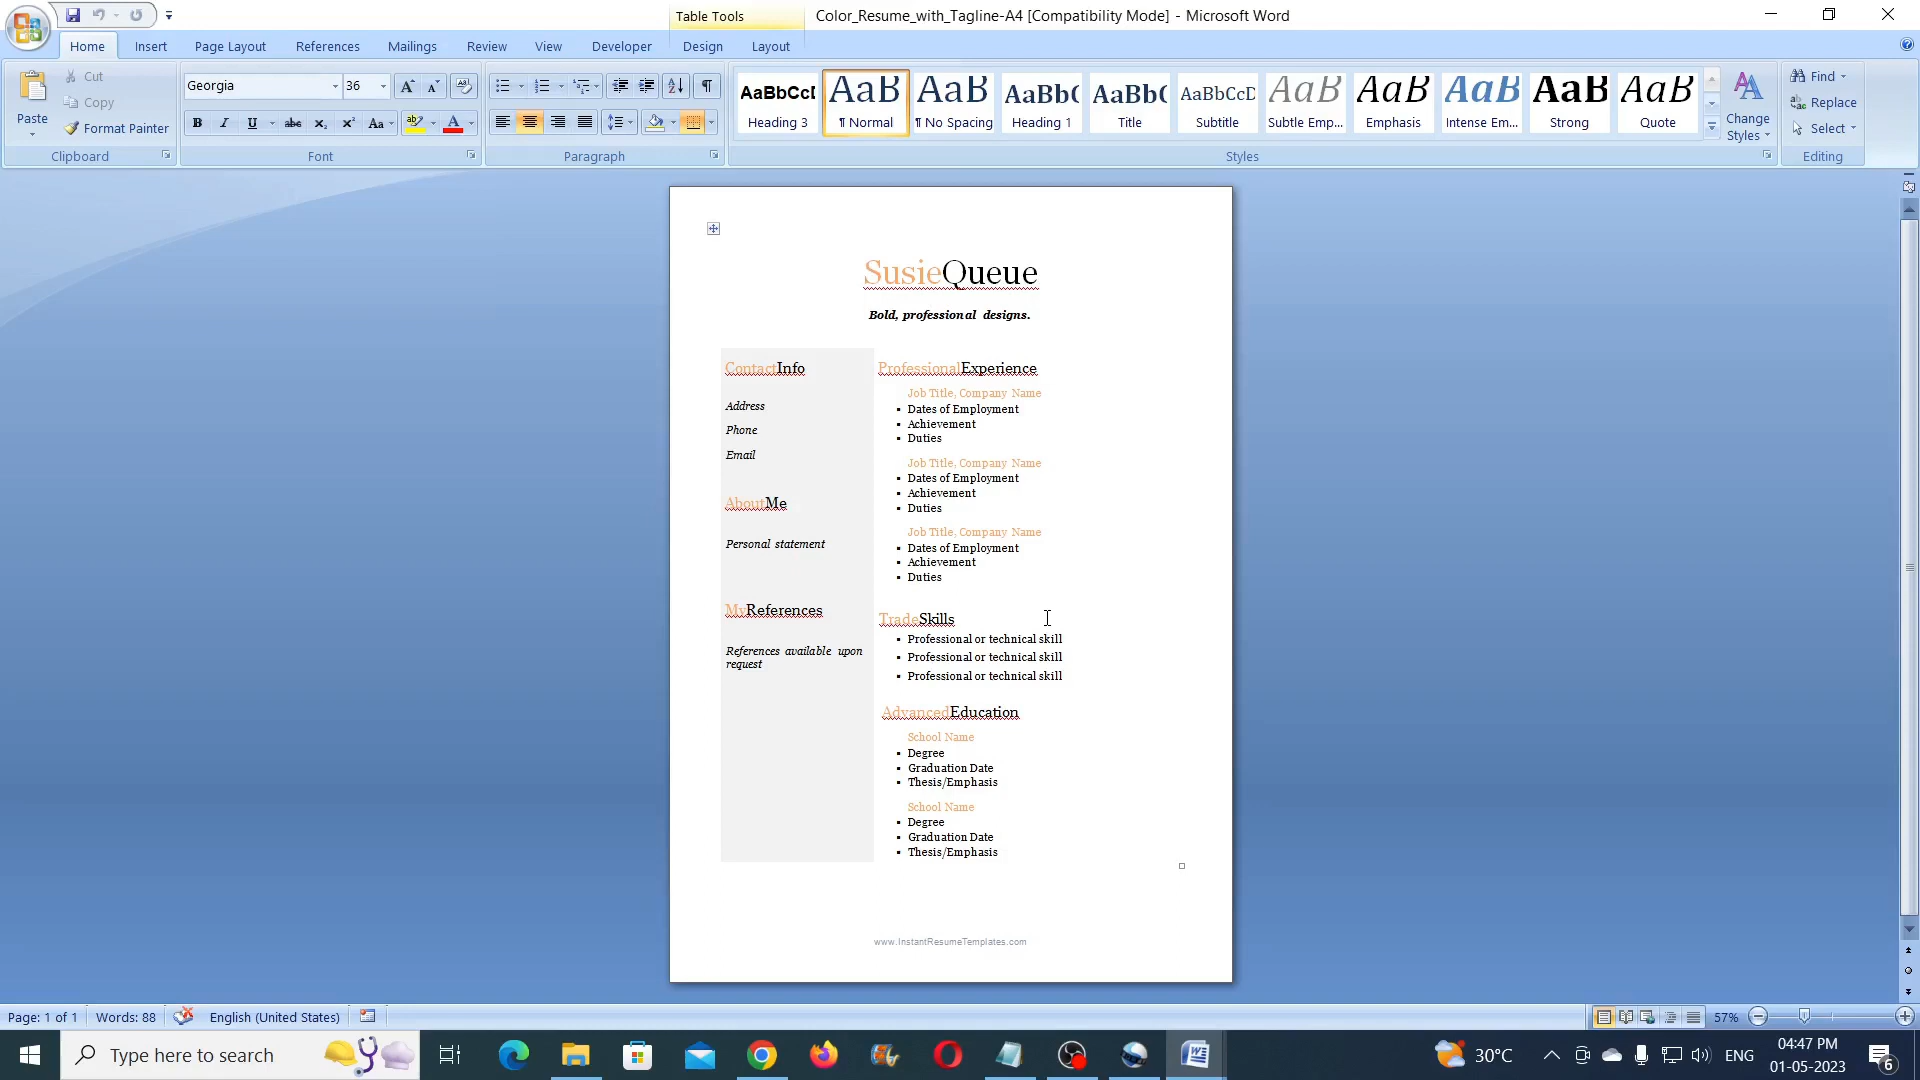 Table Tools
Color_Resume_with_Tagline-A4 [Compatibility Mode] - Microsoft Word
Home Insert Page Layout References Mailings Review View Developer Design Layout
Paste
Cut
Copy
Format Painter
Clipboard
Georgia 36
Font
Paragraph
AaBbCcI AaB AaB AaBb( AaBb( AaBbCcD AaB AaB AaB AaB AaB
Heading 3 ¶ Normal ¶ No Spacing Heading 1 Title Subtitle Subtle Emp... Emphasis Intense Em... Strong Quote
Change
Styles
Styles
Find
Replace
Select
Editing
SusieQueue
Bold, professional designs.
ContactInfo
Address
Phone
Email
AboutMe
Personal statement
MyReferences
References available upon
request
ProfessionalExperience
Job Title, Company Name
Dates of Employment
Achievement
Duties
Job Title, Company Name
Dates of Employment
Achievement
Duties
Job Title, Company Name
Dates of Employment
Achievement
Duties
TradeSkills
Professional or technical skill
Professional or technical skill
Professional or technical skill
AdvancedEducation
School Name
Degree
Graduation Date
Thesis/Emphasis
School Name
Degree
Graduation Date
Thesis/Emphasis
www.InstantResumeTemplates.com
Page: 1 of 1 Words: 88 English (United States) 57%
Type here to search
30°C
ENG
04:47 PM
01-05-2023
6